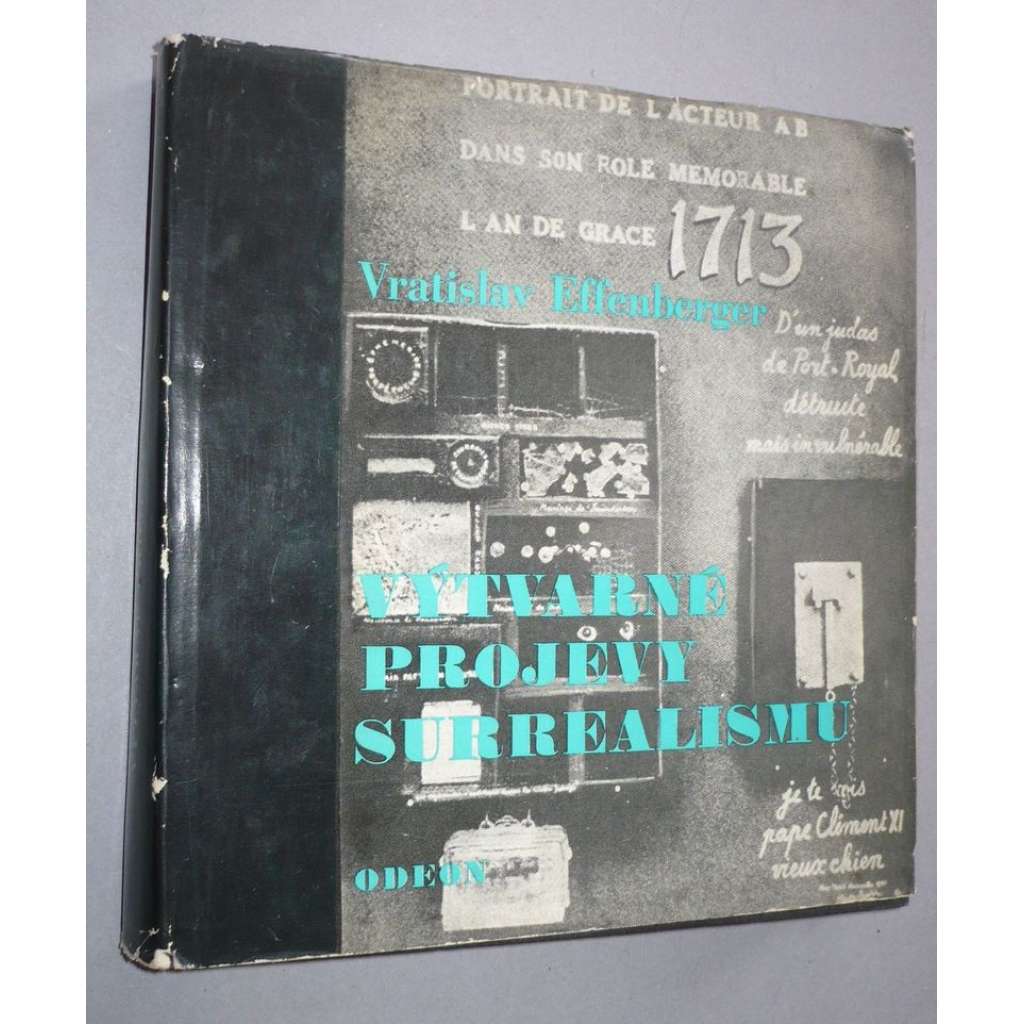 PORTRAIT DE L'ACTEUR A B
DANS SON ROLE MEMORABLE
L AN DE GRACE 1713
Vratislav Effenberger
D'un judas
de Port-Royal
détruite
mais invulnérable
VÝTVARNÉ
PROJEVY
SURREALISMU
je te vois
pape Clément XI
vieux chien
ODEON